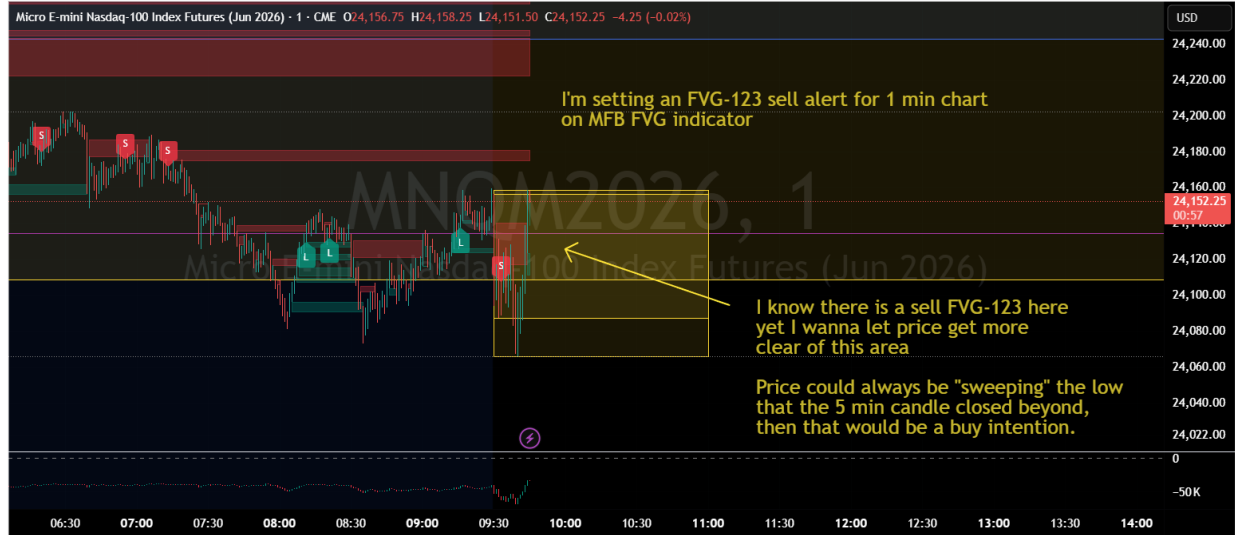 Micro E-mini Nasdaq-100 Index Futures (Jun 2026) · 1 · CME O24,156.75 H24,158.25 L24,151.50 C24,152.25 −4.25 (−0.02%)
USD
24,240.00
24,220.00
24,200.00
24,180.00
24,160.00
24,152.25
00:57
24,120.00
24,100.00
24,080.00
24,060.00
24,040.00
24,022.00
0
−50K
I'm setting an FVG-123 sell alert for 1 min chart
on MFB FVG indicator
MNQM2026, 1
Micro E-mini Nasdaq-100 Index Futures (Jun 2026)
S
S
S
L
L
L
S
I know there is a sell FVG-123 here
yet I wanna let price get more
clear of this area
Price could always be "sweeping" the low
that the 5 min candle closed beyond,
then that would be a buy intention.
06:30 07:00 07:30 08:00 08:30 09:00 09:30 10:00 10:30 11:00 11:30 12:00 12:30 13:00 13:30 14:00